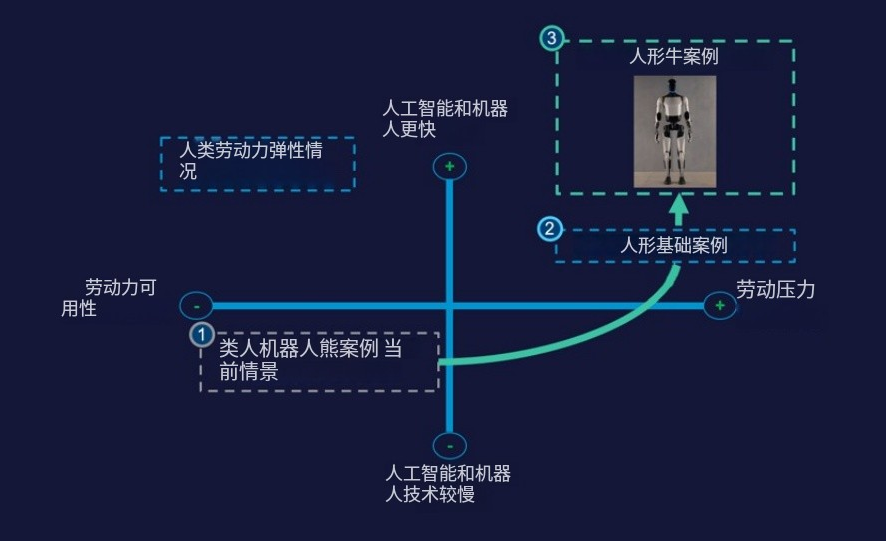 3
人形牛案例
人工智能和机器
人更快
人类劳动力弹性情
况
+
2
人形基础案例
劳动力可
用性
-
+
劳动压力
1
类人机器人熊案例 当
前情景
-
人工智能和机器
人技术较慢